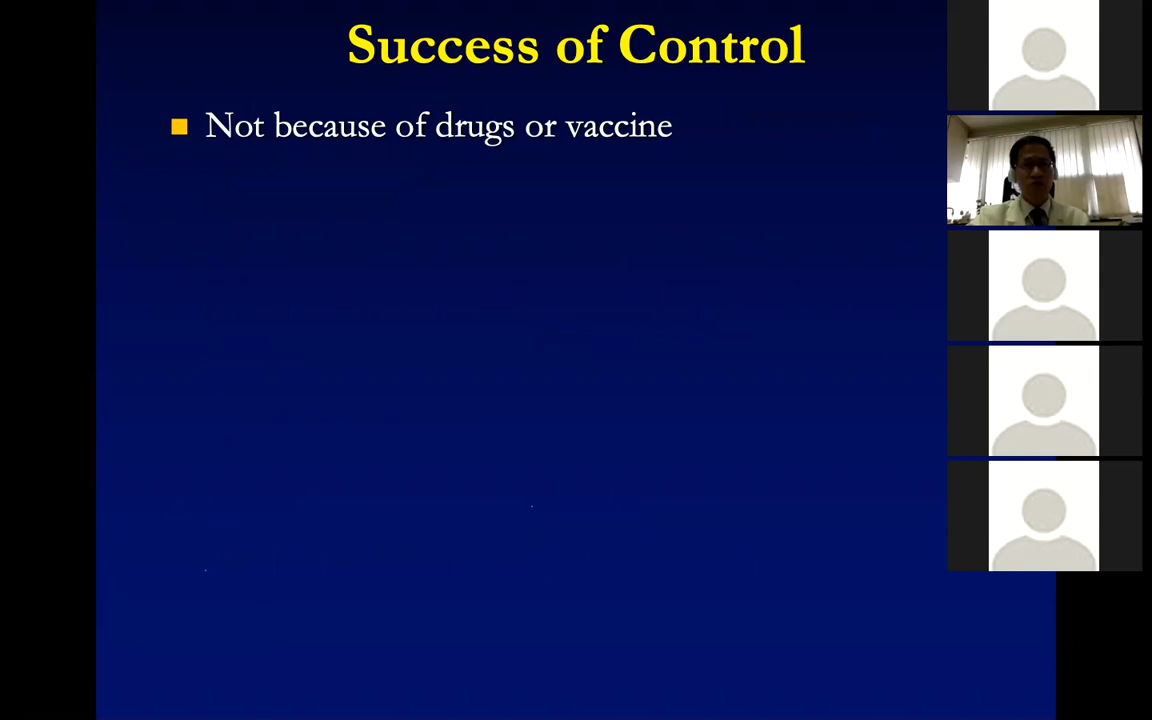 Success of Control
Not because of drugs or vaccine